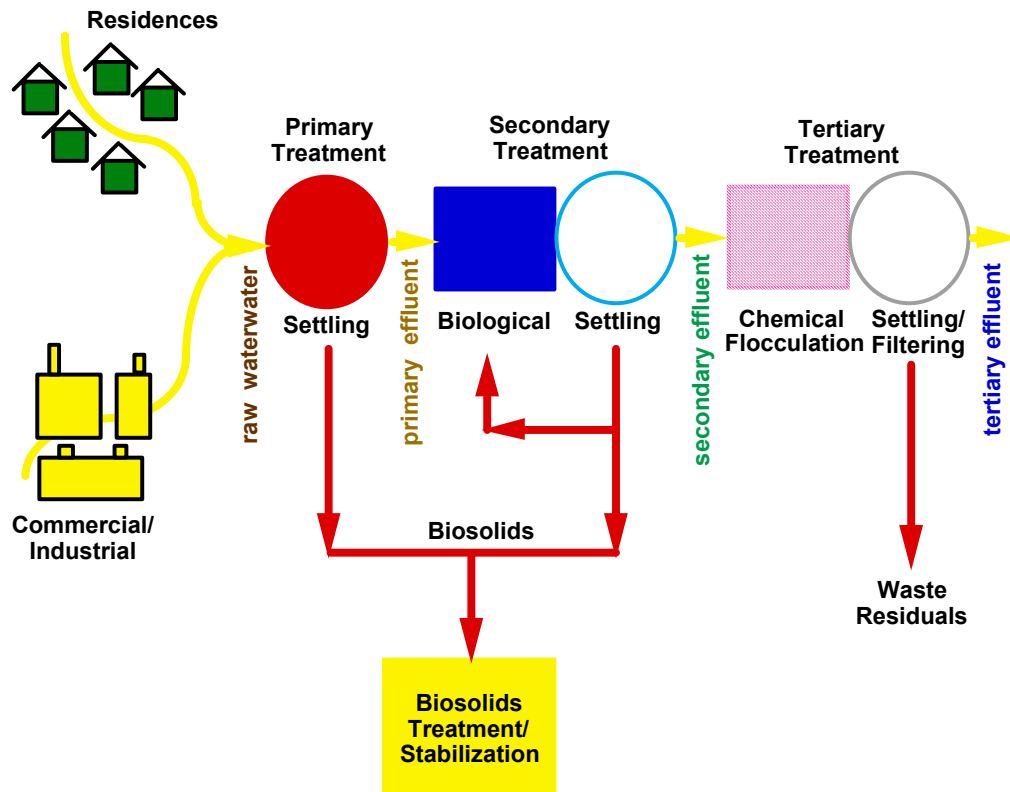 Residences
Primary
Treatment
Secondary
Treatment
Tertiary
Treatment
raw waterwater
Settling
primary effluent
Biological
Settling
secondary effluent
Chemical
Flocculation
Settling/
Filtering
tertiary effluent
Commercial/
Industrial
Biosolids
Waste
Residuals
Biosolids
Treatment/
Stabilization